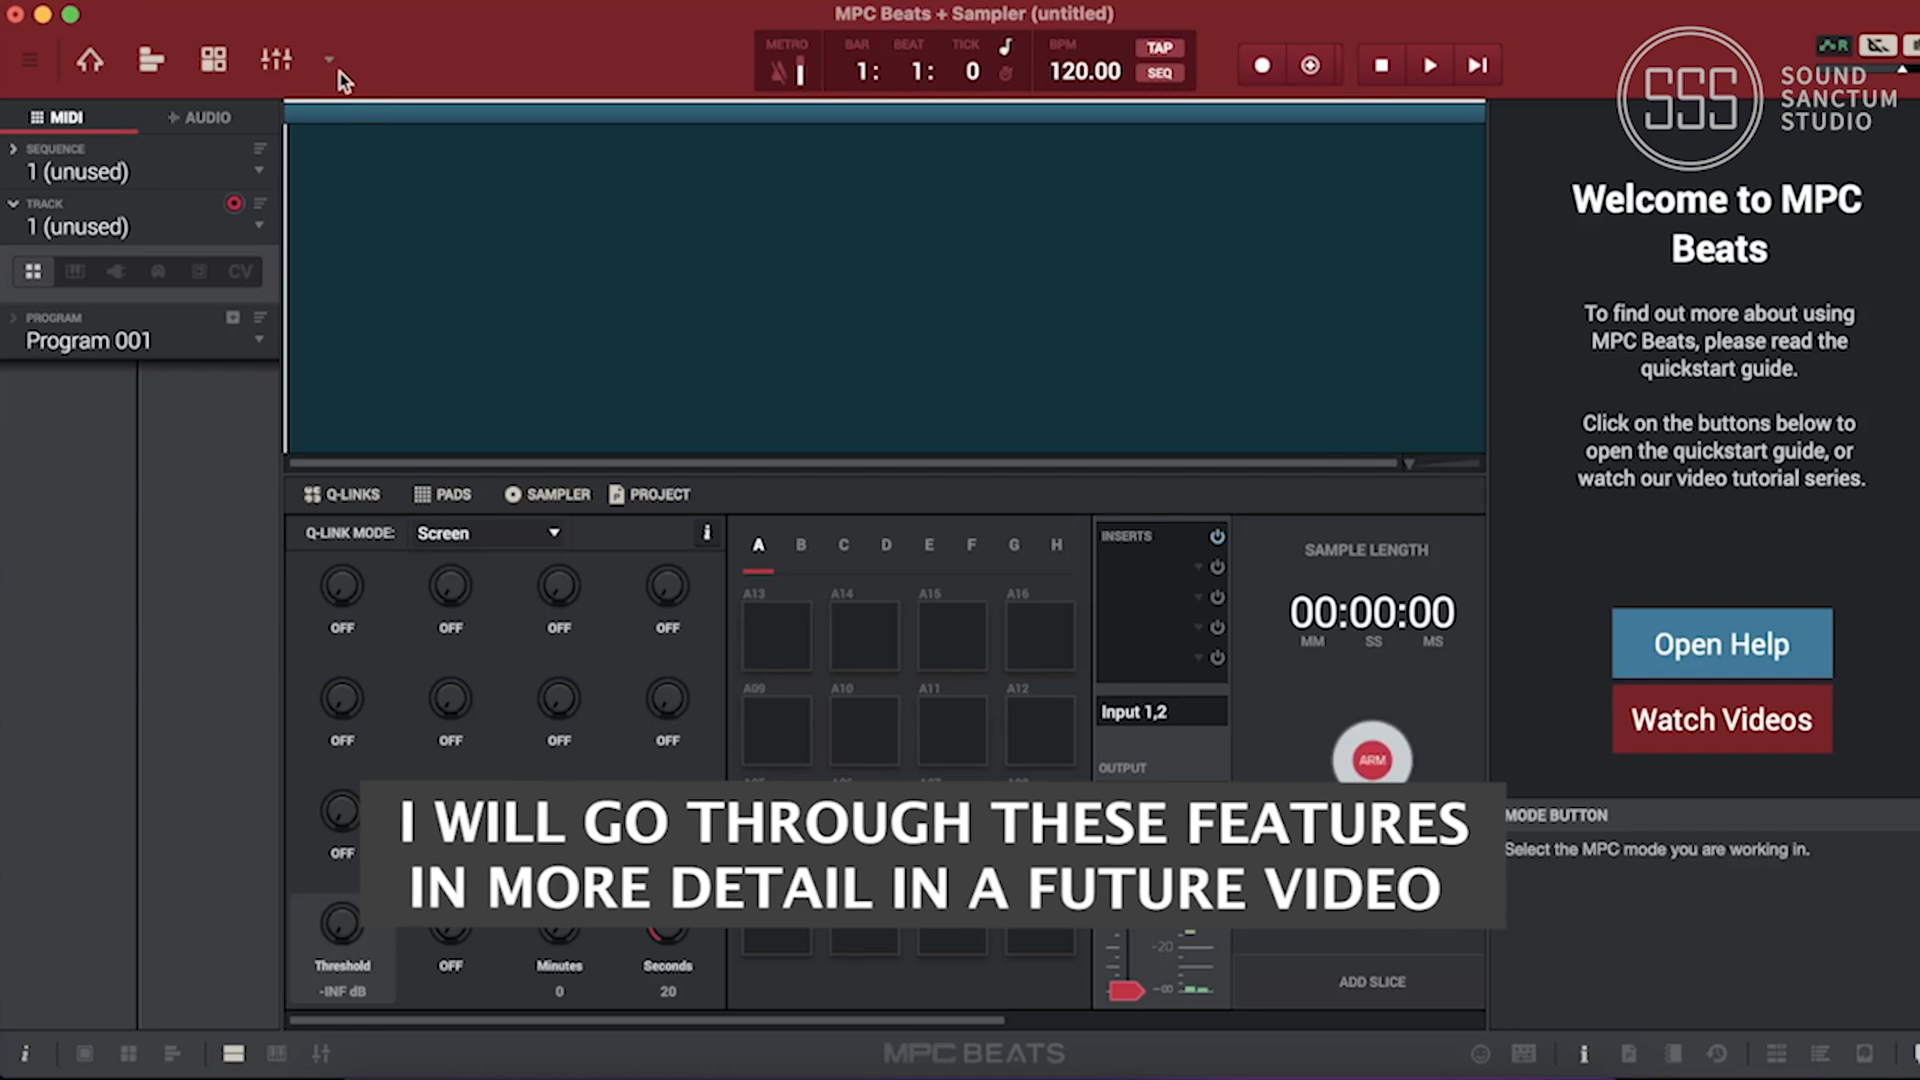 MPC Beats + Sampler (untitled)
METRO
BAR
BEAT
TICK
1:
1:
0
BPM
120.00
TAP
SEQ
R
SSS
SOUND
SANCTUM
STUDIO
MIDI
AUDIO
SEQUENCE
1 (unused)
TRACK
1 (unused)
CV
PROGRAM
Program 001
Welcome to MPC
Beats
To find out more about using
MPC Beats, please read the
quickstart guide.
Click on the buttons below to
open the quickstart guide, or
watch our video tutorial series.
Open Help
Watch Videos
Q-LINKS
PADS
SAMPLER
PROJECT
Q-LINK MODE:
Screen
i
A B C D E F G H
INSERTS
SAMPLE LENGTH
00:00:00
MM SS MS
A13 A14 A15 A16
OFF OFF OFF OFF
A09 A10 A11 A12
OFF OFF OFF OFF
Input 1,2
OUTPUT
ARM
OFF
I WILL GO THROUGH THESE FEATURES
IN MORE DETAIL IN A FUTURE VIDEO
MODE BUTTON
Select the MPC mode you are working in.
Threshold OFF Minutes Seconds
-INF dB 0 20
-20
-∞
ADD SLICE
i
MPC BEATS
i